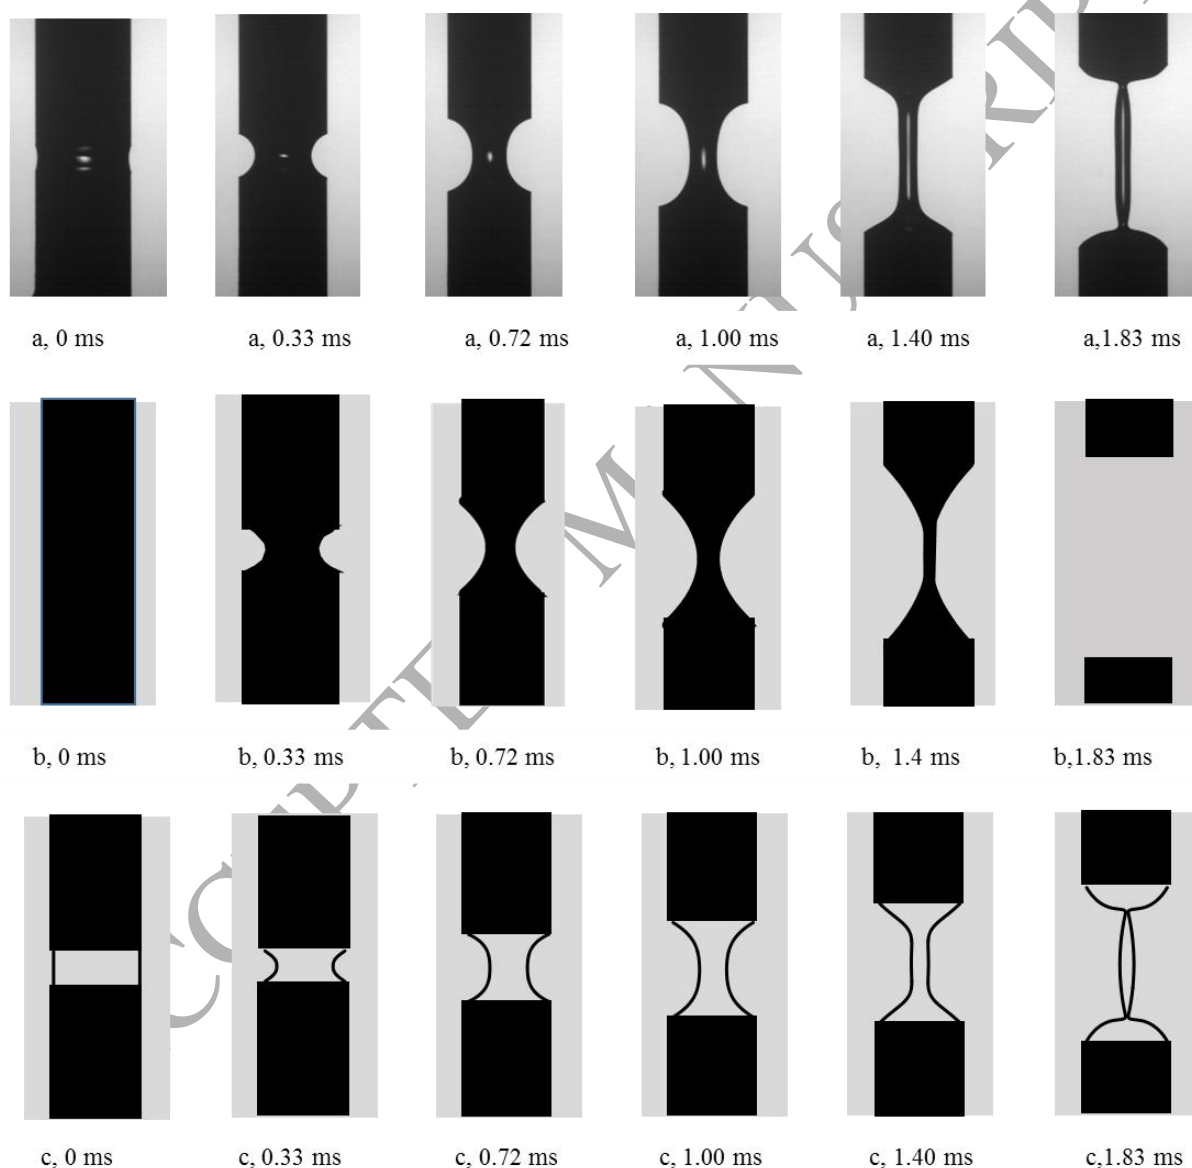 a, 0 ms a, 0.33 ms a, 0.72 ms a, 1.00 ms a, 1.40 ms a,1.83 ms
b, 0 ms b, 0.33 ms b, 0.72 ms b, 1.00 ms b, 1.4 ms b,1.83 ms
c, 0 ms c, 0.33 ms c, 0.72 ms c, 1.00 ms c, 1.40 ms c,1.83 ms